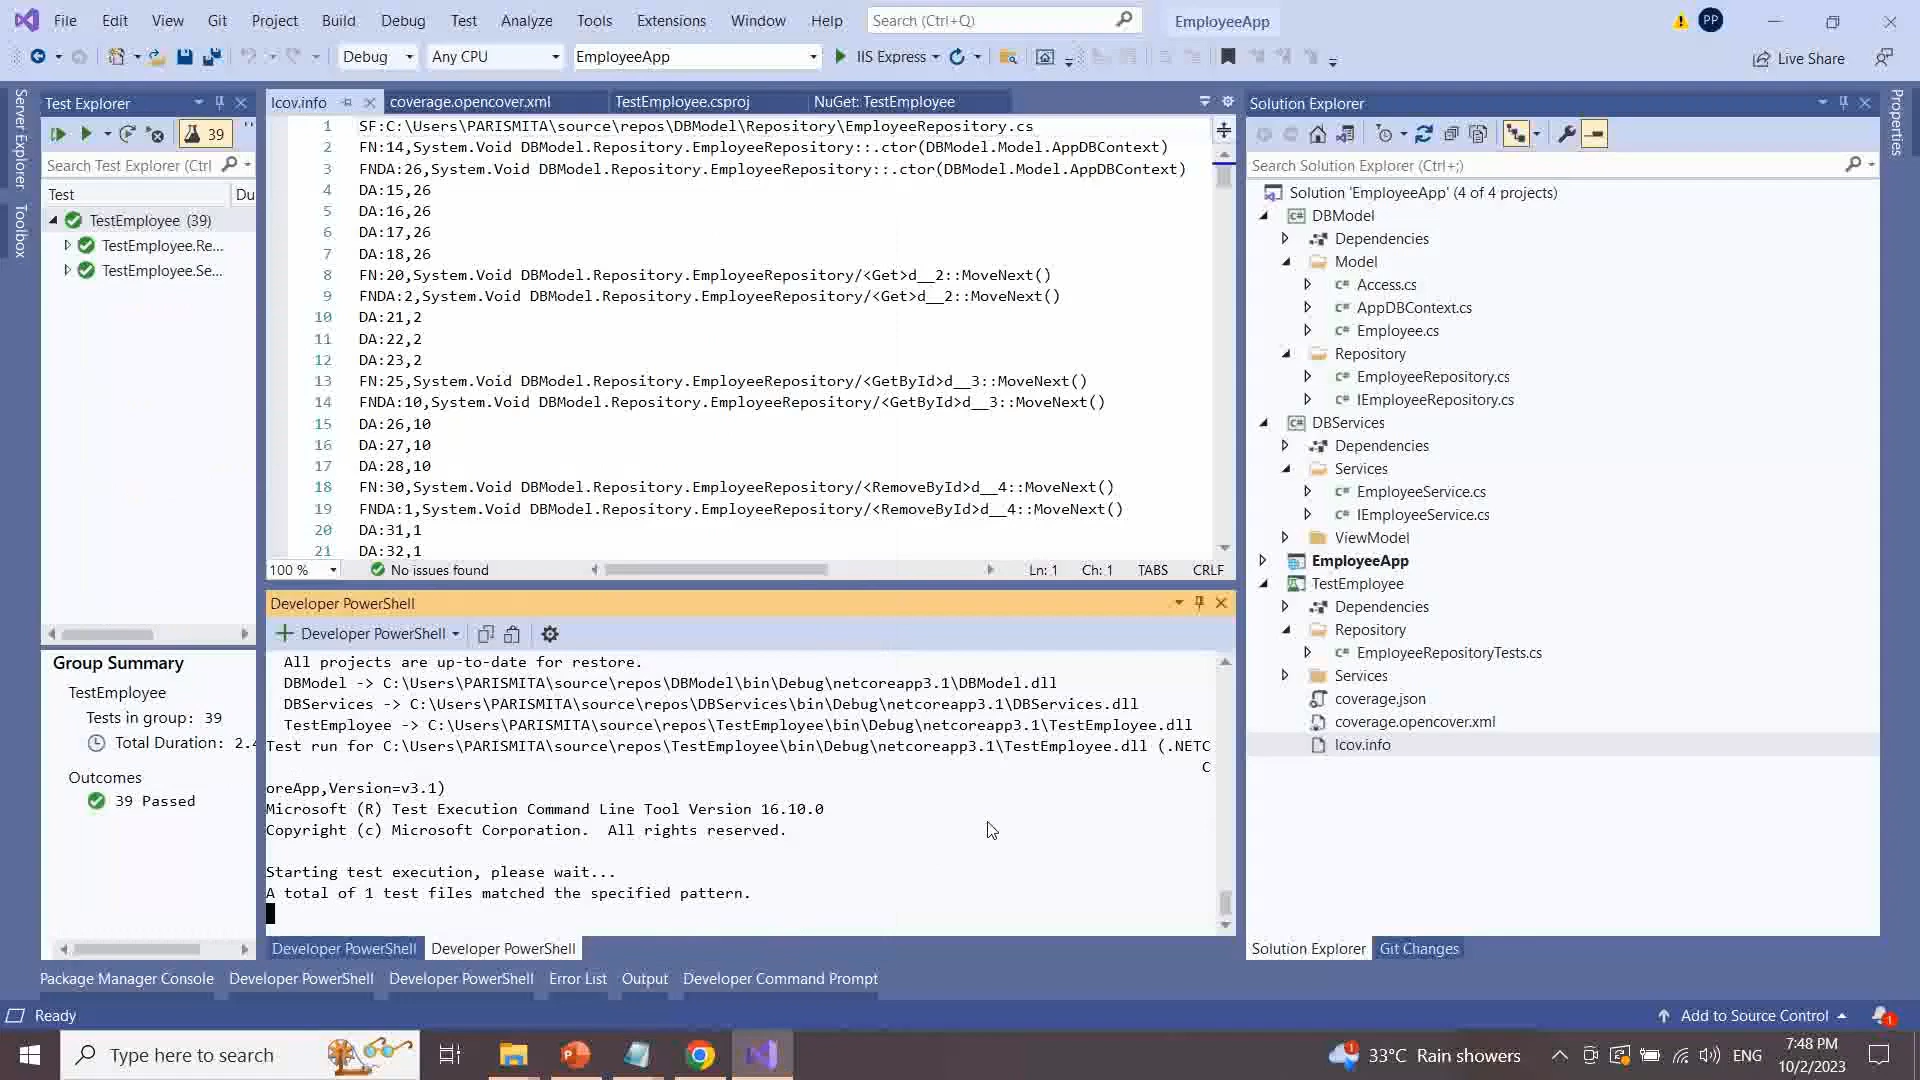 File Edit View Git Project Build Debug Test Analyze Tools Extensions Window Help Search (Ctrl+Q) EmployeeApp PP
Debug Any CPU EmployeeApp IIS Express Live Share
Server Explorer
Toolbox
Test Explorer
39
Search Test Explorer (Ctrl
Test Du
TestEmployee (39)
TestEmployee.Re...
TestEmployee.Se...
Group Summary
TestEmployee
Tests in group: 39
Total Duration: 2.4
Outcomes
39 Passed
lcov.info coverage.opencover.xml TestEmployee.csproj NuGet: TestEmployee
1 SF:C:\Users\PARISMITA\source\repos\DBModel\Repository\EmployeeRepository.cs
2 FN:14,System.Void DBModel.Repository.EmployeeRepository::.ctor(DBModel.Model.AppDBContext)
3 FNDA:26,System.Void DBModel.Repository.EmployeeRepository::.ctor(DBModel.Model.AppDBContext)
4 DA:15,26
5 DA:16,26
6 DA:17,26
7 DA:18,26
8 FN:20,System.Void DBModel.Repository.EmployeeRepository/<Get>d__2::MoveNext()
9 FNDA:2,System.Void DBModel.Repository.EmployeeRepository/<Get>d__2::MoveNext()
10 DA:21,2
11 DA:22,2
12 DA:23,2
13 FN:25,System.Void DBModel.Repository.EmployeeRepository/<GetById>d__3::MoveNext()
14 FNDA:10,System.Void DBModel.Repository.EmployeeRepository/<GetById>d__3::MoveNext()
15 DA:26,10
16 DA:27,10
17 DA:28,10
18 FN:30,System.Void DBModel.Repository.EmployeeRepository/<RemoveById>d__4::MoveNext()
19 FNDA:1,System.Void DBModel.Repository.EmployeeRepository/<RemoveById>d__4::MoveNext()
20 DA:31,1
21 DA:32,1
100 % No issues found Ln: 1 Ch: 1 TABS CRLF
Developer PowerShell
Developer PowerShell
All projects are up-to-date for restore.
DBModel -> C:\Users\PARISMITA\source\repos\DBModel\bin\Debug\netcoreapp3.1\DBModel.dll
DBServices -> C:\Users\PARISMITA\source\repos\DBServices\bin\Debug\netcoreapp3.1\DBServices.dll
TestEmployee -> C:\Users\PARISMITA\source\repos\TestEmployee\bin\Debug\netcoreapp3.1\TestEmployee.dll
Test run for C:\Users\PARISMITA\source\repos\TestEmployee\bin\Debug\netcoreapp3.1\TestEmployee.dll (.NETC
C
oreApp,Version=v3.1)
Microsoft (R) Test Execution Command Line Tool Version 16.10.0
Copyright (c) Microsoft Corporation. All rights reserved.
Starting test execution, please wait...
A total of 1 test files matched the specified pattern.
Developer PowerShell Developer PowerShell
Solution Explorer
Search Solution Explorer (Ctrl+;)
Solution 'EmployeeApp' (4 of 4 projects)
DBModel
Dependencies
Model
Access.cs
AppDBContext.cs
Employee.cs
Repository
EmployeeRepository.cs
IEmployeeRepository.cs
DBServices
Dependencies
Services
EmployeeService.cs
IEmployeeService.cs
ViewModel
EmployeeApp
TestEmployee
Dependencies
Repository
EmployeeRepositoryTests.cs
Services
coverage.json
coverage.opencover.xml
lcov.info
Solution Explorer Git Changes
Properties
Package Manager Console Developer PowerShell Developer PowerShell Error List Output Developer Command Prompt
Ready Add to Source Control 1
Type here to search 1 33°C Rain showers ENG 7:48 PM
10/2/2023